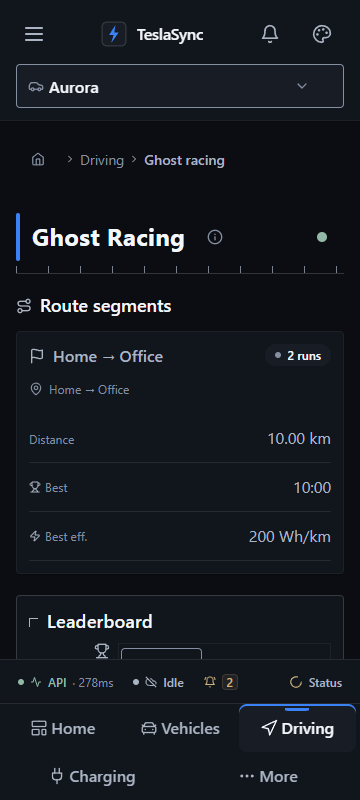 TeslaSync
Aurora
Driving
Ghost racing
Ghost Racing
Route segments
Home → Office
2 runs
Home → Office
Distance
10.00 km
Best
10:00
Best eff.
200 Wh/km
Leaderboard
API · 278ms
Idle
2
Status
Home
Vehicles
Driving
Charging
More